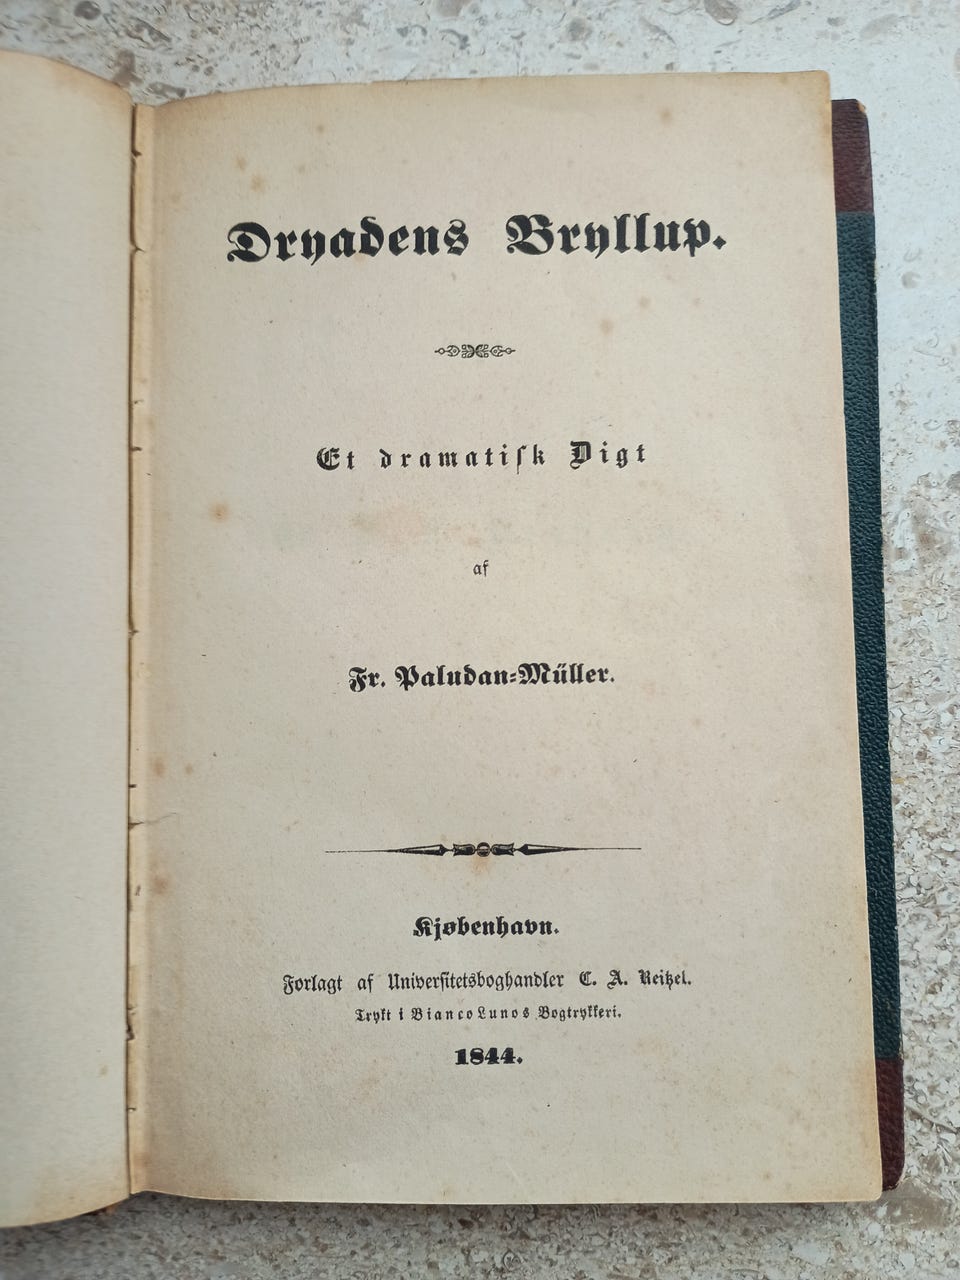 Dryadens Bryllup.
Et dramatiſk Digt
af
Fr. Paludan-Müller.
Kjøbenhavn.
Forlagt af Univerſitetsboghandler C. A. Reitzel.
Trykt i Bianco Lunos Bogtrykkeri.
1844.